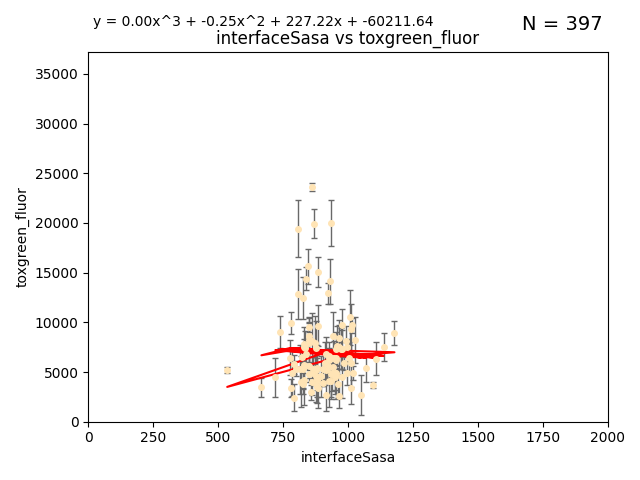 y = 0.00x^3 + -0.25x^2 + 227.22x + -60211.64
N = 397
interfaceSasa vs toxgreen_fluor
35000
30000
25000
20000
15000
10000
5000
0
toxgreen_fluor
0 250 500 750 1000 1250 1500 1750 2000
interfaceSasa